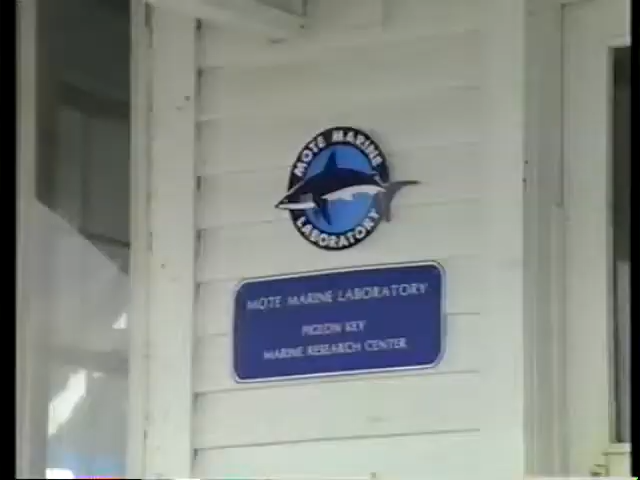 MOTE MARINE
LABORATORY
MOTE MARINE LABORATORY
PIGEON KEY
MARINE RESEARCH CENTER